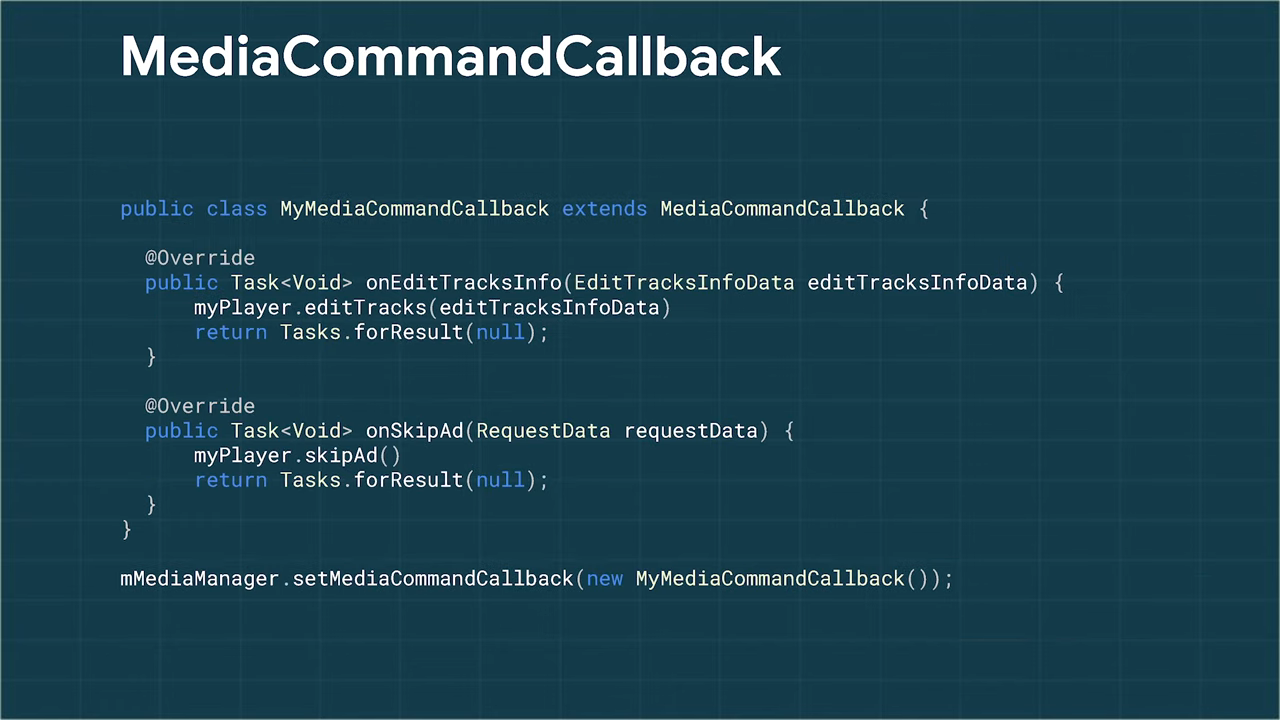 MediaCommandCallback
public class MyMediaCommandCallback extends MediaCommandCallback {
@Override
public Task<Void> onEditTracksInfo(EditTracksInfoData editTracksInfoData) {
myPlayer.editTracks(editTracksInfoData)
return Tasks.forResult(null);
}
@Override
public Task<Void> onSkipAd(RequestData requestData) {
myPlayer.skipAd()
return Tasks.forResult(null);
}
}
mMediaManager.setMediaCommandCallback(new MyMediaCommandCallback());